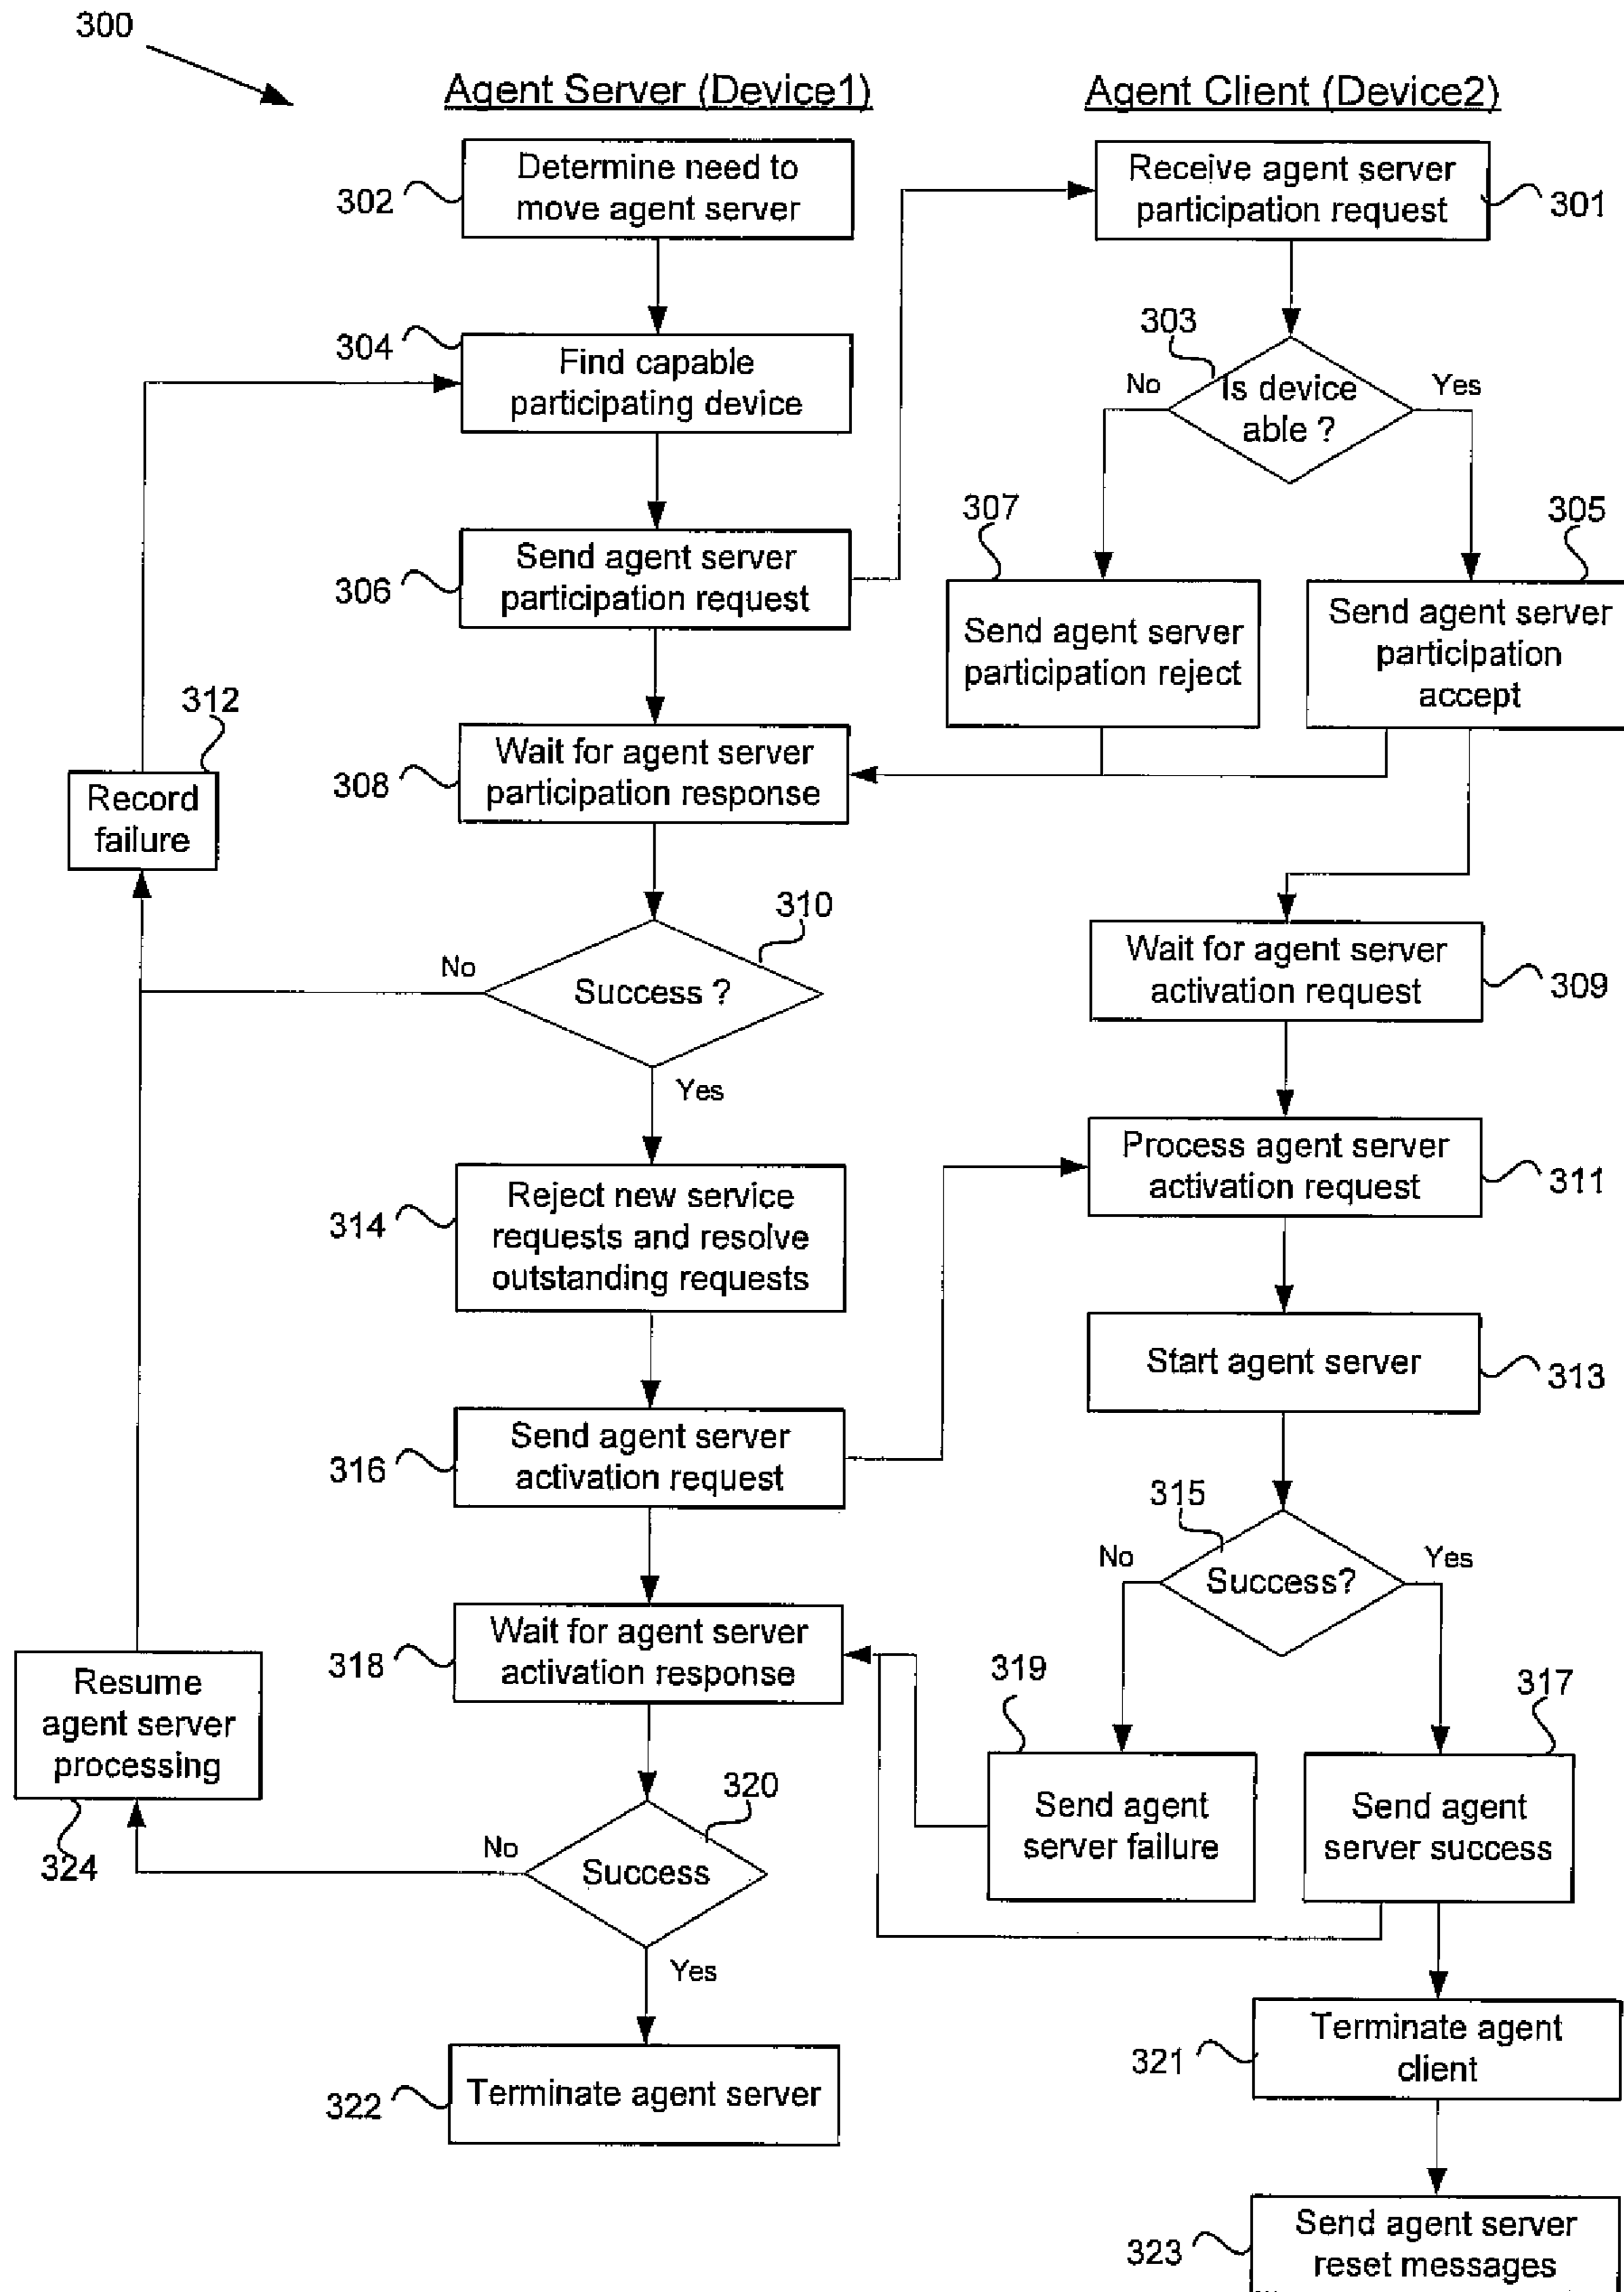 300
Agent Server (Device1)
Agent Client (Device2)
302
Determine need to
move agent server
Receive agent server
participation request
301
304
Find capable
participating device
303
No
Is device
able ?
Yes
306
Send agent server
participation request
307
Send agent server
participation reject
305
Send agent server
participation
accept
312
Record
failure
308
Wait for agent server
participation response
310
No
Success ?
Yes
Wait for agent server
activation request
309
314
Reject new service
requests and resolve
outstanding requests
Process agent server
activation request
311
Start agent server
313
316
Send agent server
activation request
315
No
Success?
Yes
318
Wait for agent server
activation response
Resume
agent server
processing
324
319
Send agent
server failure
317
Send agent
server success
320
No
Success
Yes
322
Terminate agent server
321
Terminate agent
client
323
Send agent server
reset messages